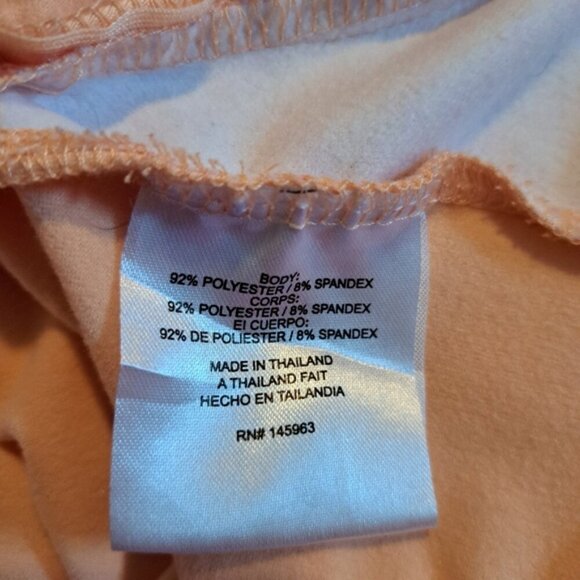 BODY:
92% POLYESTER / 8% SPANDEX
CORPS:
92% POLYESTER / 8% SPANDEX
El CUERPO:
92% DE POLIESTER / 8% SPANDEX
MADE IN THAILAND
A THAILAND FAIT
HECHO EN TAILANDIA
RN# 145963